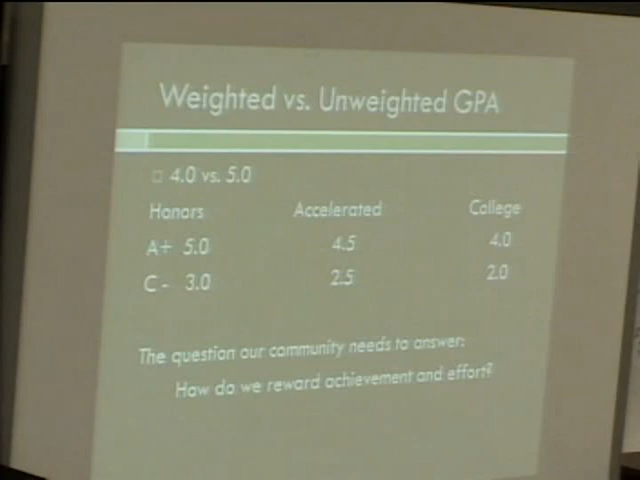 Weighted vs. Unweighted GPA
4.0 vs. 5.0
Honors Accelerated College
A+ 5.0 4.5 4.0
C- 3.0 2.5 2.0
The question our community needs to answer:
How do we reward achievement and effort?